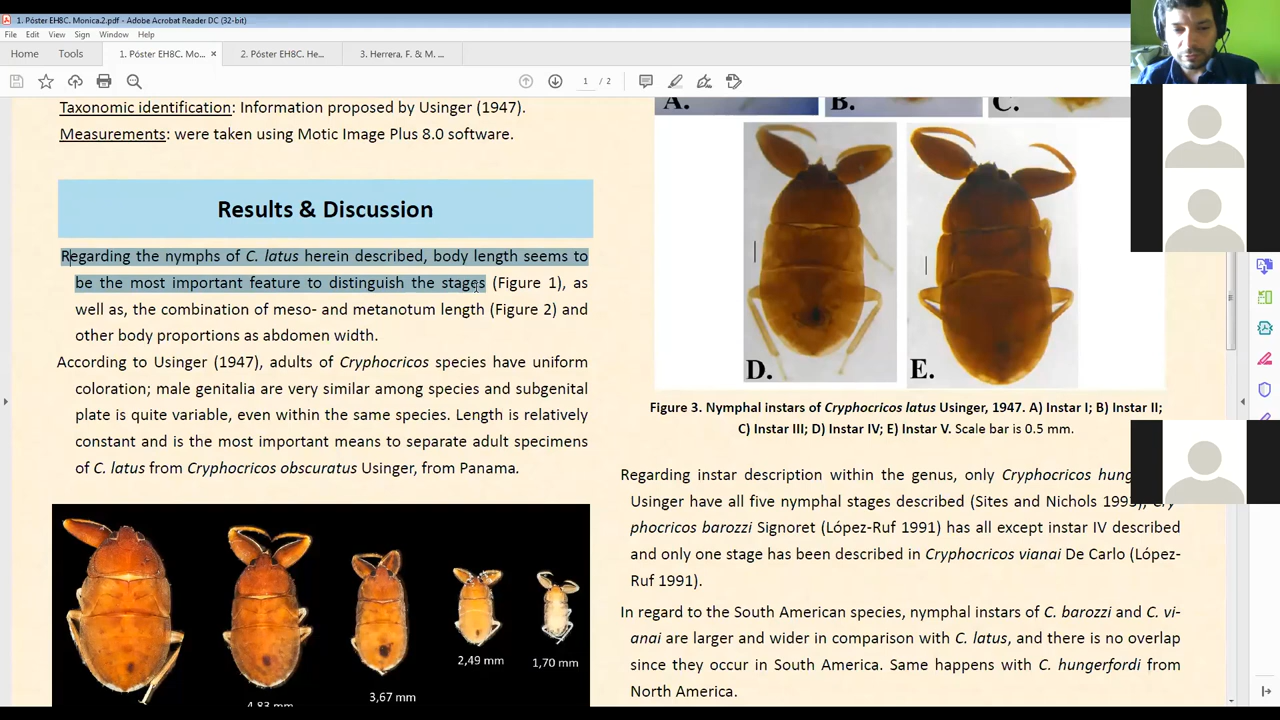 1. Póster EH8C. Monica.2.pdf - Adobe Acrobat Reader DC (32-bit)
File Edit View Sign Window Help
Home Tools 1. Póster EH8C. Mo... × 2. Póster EH8C. He... 3. Herrera, F. & M. ...
1 / 2
Taxonomic identification: Information proposed by Usinger (1947).
Measurements: were taken using Motic Image Plus 8.0 software.
Results & Discussion
Regarding the nymphs of C. latus herein described, body length seems to
be the most important feature to distinguish the stages (Figure 1), as
well as, the combination of meso- and metanotum length (Figure 2) and
other body proportions as abdomen width.
According to Usinger (1947), adults of Cryphocricos species have uniform
coloration; male genitalia are very similar among species and subgenital
plate is quite variable, even within the same species. Length is relatively
constant and is the most important means to separate adult specimens
of C. latus from Cryphocricos obscuratus Usinger, from Panama.
4,83 mm
3,67 mm
2,49 mm
1,70 mm
A. B. C.
D. E.
Figure 3. Nymphal instars of Cryphocricos latus Usinger, 1947. A) Instar I; B) Instar II;
C) Instar III; D) Instar IV; E) Instar V. Scale bar is 0.5 mm.
Regarding instar description within the genus, only Cryphocricos hung
Usinger have all five nymphal stages described (Sites and Nichols 1993), Cry-
phocricos barozzi Signoret (López-Ruf 1991) has all except instar IV described
and only one stage has been described in Cryphocricos vianai De Carlo (López-
Ruf 1991).
In regard to the South American species, nymphal instars of C. barozzi and C. vi-
anai are larger and wider in comparison with C. latus, and there is no overlap
since they occur in South America. Same happens with C. hungerfordi from
North America.